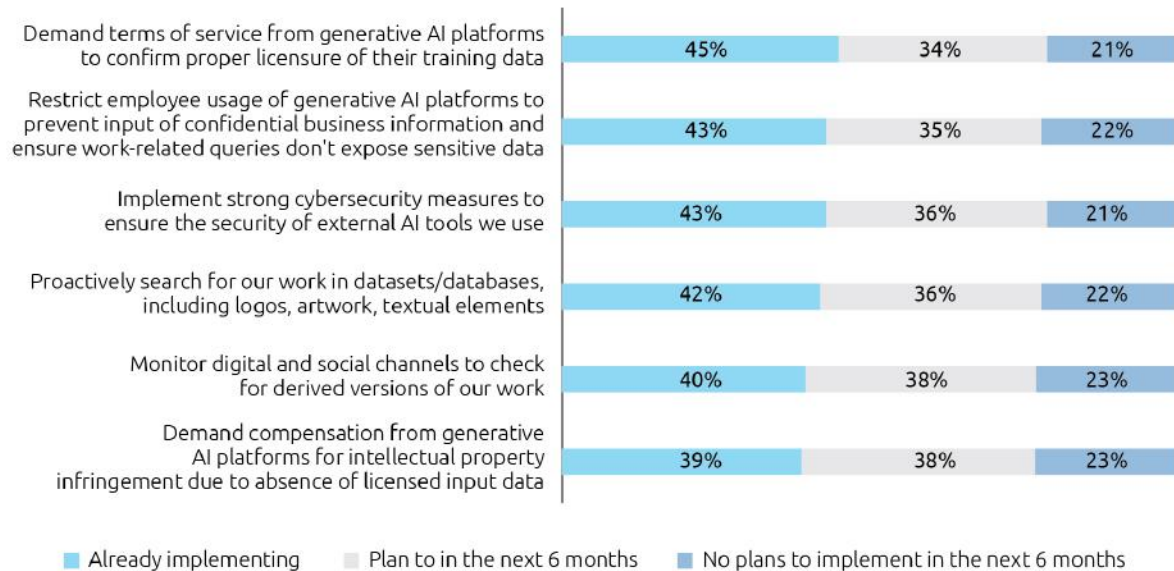 Demand terms of service from generative AI platforms
to confirm proper licensure of their training data
45% 34% 21%
Restrict employee usage of generative AI platforms to
prevent input of confidential business information and
ensure work-related queries don't expose sensitive data
43% 35% 22%
Implement strong cybersecurity measures to
ensure the security of external AI tools we use
43% 36% 21%
Proactively search for our work in datasets/databases,
including logos, artwork, textual elements
42% 36% 22%
Monitor digital and social channels to check
for derived versions of our work
40% 38% 23%
Demand compensation from generative
AI platforms for intellectual property
infringement due to absence of licensed input data
39% 38% 23%
Already implementing Plan to in the next 6 months No plans to implement in the next 6 months